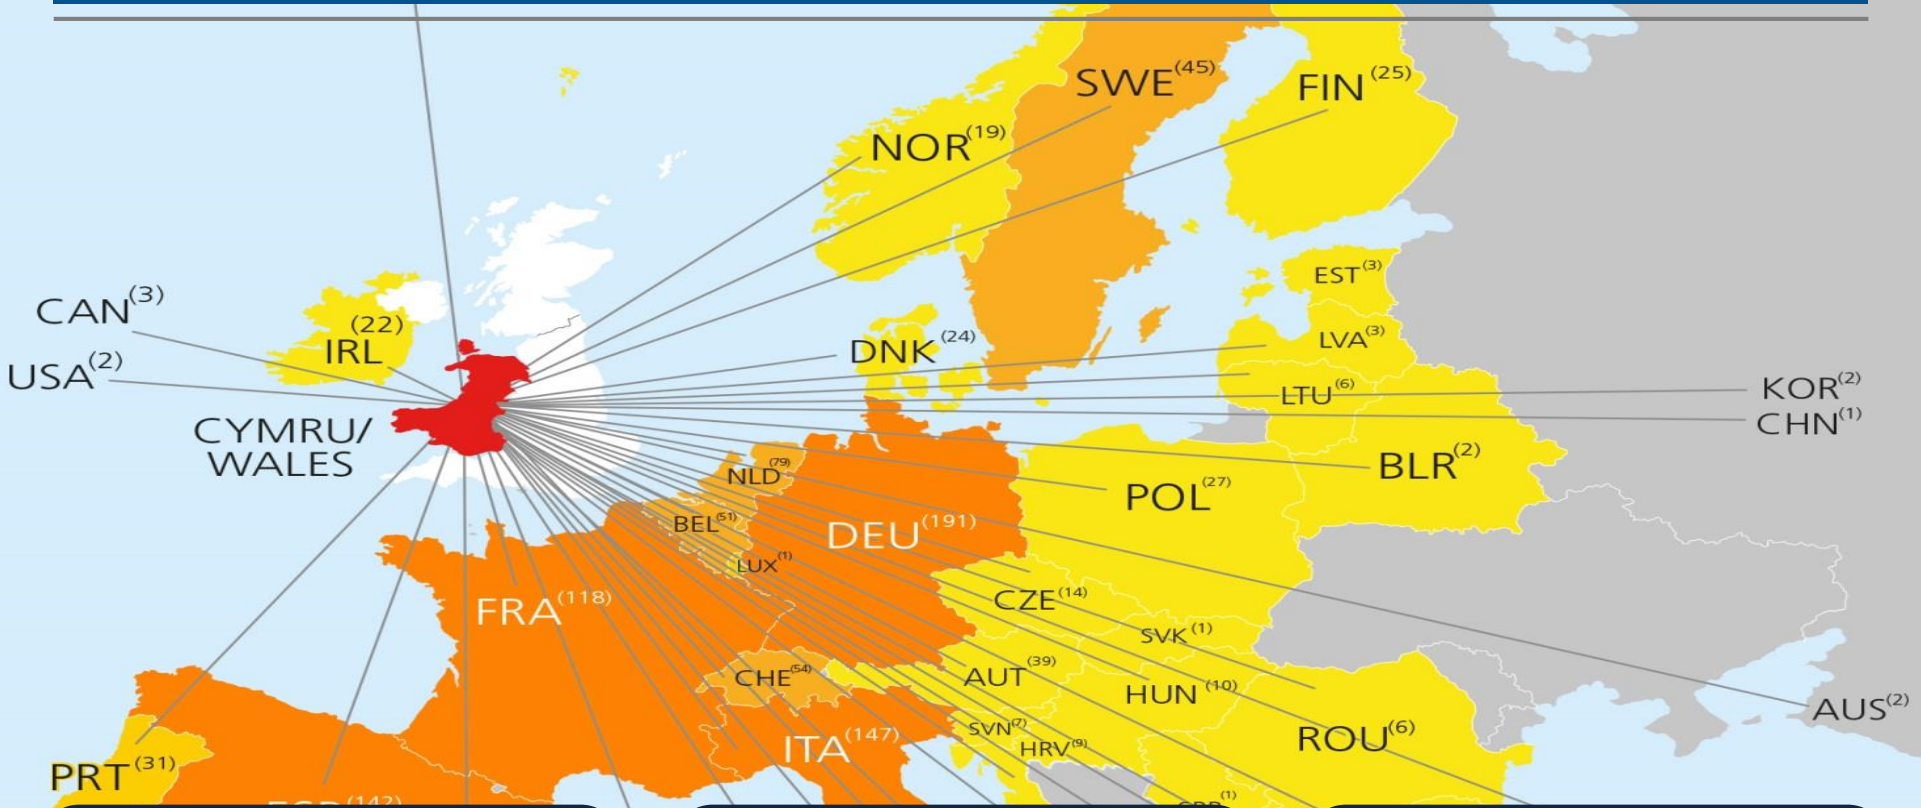 SWE(45)
FIN (25)
NOR(19)
EST(3)
CAN(3)
(22)
IRL
DNK (24)
LVA(3)
USA(2)
LTU(6)
KOR(2)
CHN(1)
CYMRU/
WALES
BLR(2)
NLD(79)
POL(27)
BEL(51)
DEU(191)
LUX(1)
FRA(118)
CZE(14)
SVK (1)
CHE(54)
AUT(39)
HUN (10)
AUS(2)
SVN(7)
HRV(9)
ITA(147)
ROU(6)
PRT(31)
ESP(142)
(1)